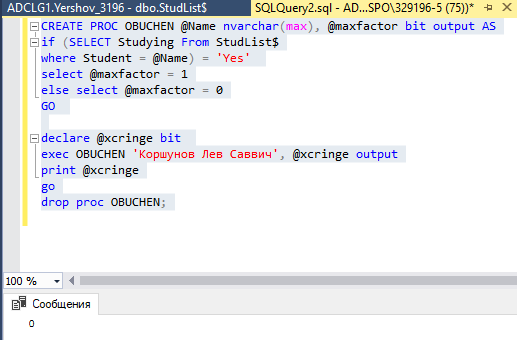 ADCLG1.Yershov_3196 - dbo.StudList$
SQLQuery2.sql - AD...SPO\329196-5 (75))*
CREATE PROC OBUCHEN @Name nvarchar(max), @maxfactor bit output AS
if (SELECT Studying From StudList$
where Student = @Name) = 'Yes'
select @maxfactor = 1
else select @maxfactor = 0
GO
declare @xcringe bit
exec OBUCHEN 'Коршунов Лев Саввич', @xcringe output
print @xcringe
go
drop proc OBUCHEN;
100 %
Сообщения
0